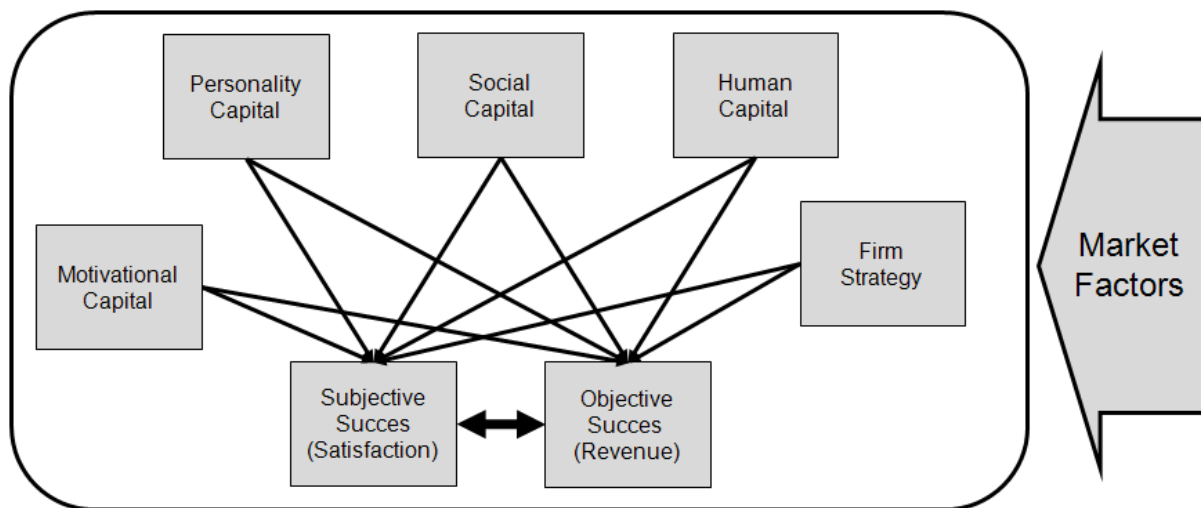 Personality
Capital
Social
Capital
Human
Capital
Motivational
Capital
Firm
Strategy
Market
Factors
Subjective
Succes
(Satisfaction)
Objective
Succes
(Revenue)